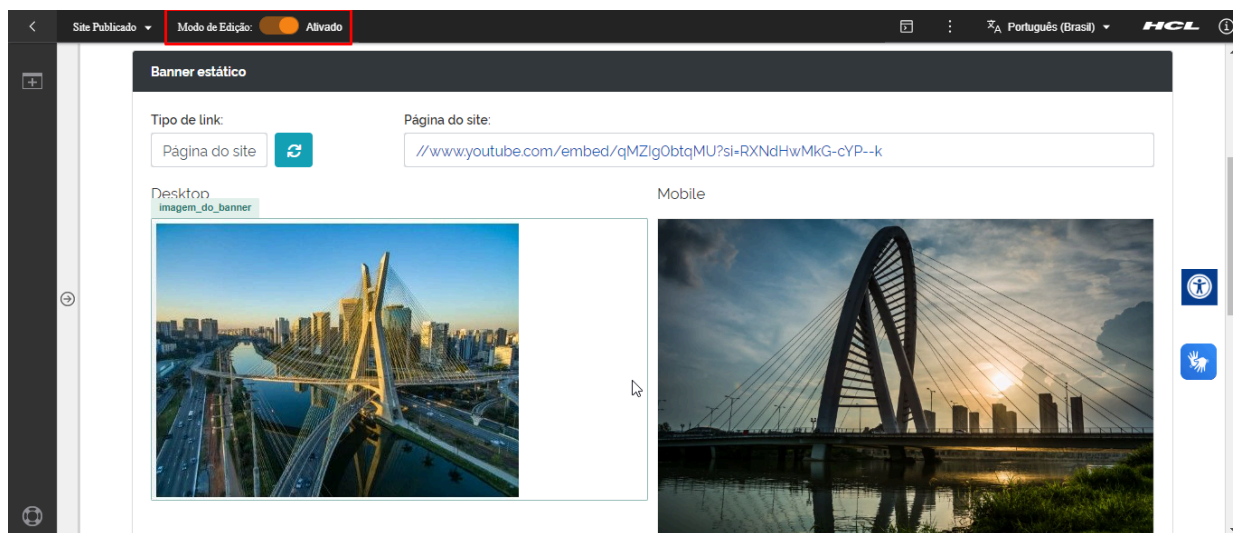 Site Publicado
Modo de Edição: Ativado
Português (Brasil)
HCL
Banner estático
Tipo de link:
Página do site:
Página do site
//www.youtube.com/embed/qMZIgObtqMU?si=RXNdHwMkG-cYP--k
Desktop
Mobile
imagem_do_banner